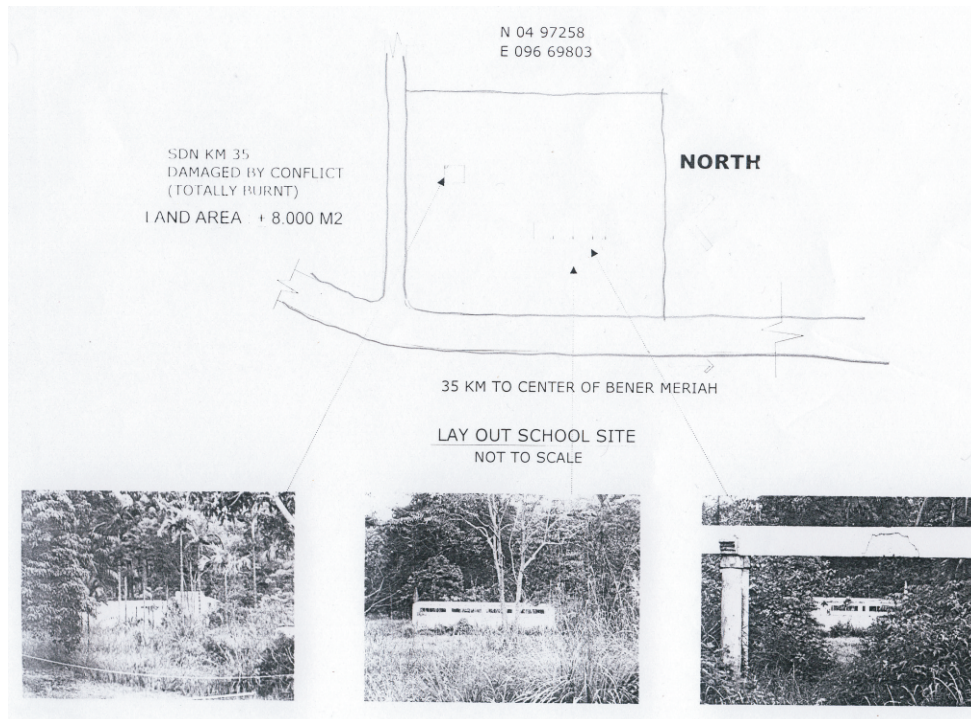 N 04 97258
E 096 69803
SDN KM 35
DAMAGED BY CONFLICT
(TOTALLY BURNT)
LAND AREA + 8.000 M2
NORTH
35 KM TO CENTER OF BENER MERIAH
LAY OUT SCHOOL SITE
NOT TO SCALE